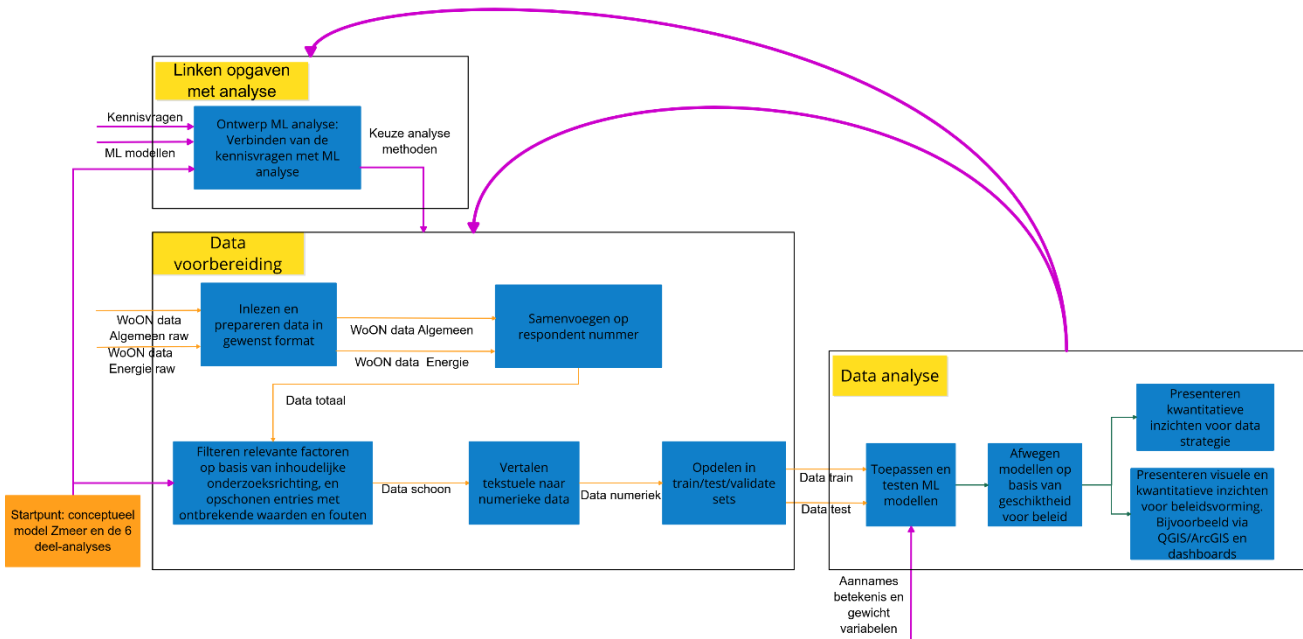 Linken opgaven
met analyse
Kennisvragen
ML modellen
Ontwerp ML analyse:
Verbinden van de
kennisvragen met ML
analyse
Keuze analyse
methoden
Data
voorbereiding
WoON data
Algemeen raw
WoON data
Energie raw
Inlezen en
prepareren data in
gewenst format
WoON data Algemeen
WoON data  Energie
Samenvoegen op
respondent nummer
Data totaal
Filteren relevante factoren
op basis van inhoudelijke
onderzoeksrichting, en
opschonen entries met
ontbrekende waarden en fouten
Data schoon
Vertalen
tekstuele naar
numerieke data
Data numeriek
Opdelen in
train/test/validate
sets
Data train
Data test
Startpunt: conceptueel
model Zmeer en de 6
deel-analyses
Data analyse
Toepassen en
testen ML
modellen
Afwegen
modellen op
basis van
geschiktheid
voor beleid
Presenteren
kwantitatieve
inzichten voor data
strategie
Presenteren visuele en
kwantitatieve inzichten
voor beleidsvorming.
Bijvoorbeeld via
QGIS/ArcGIS en
dashboards
Aannames
betekenis en
gewicht
variabelen